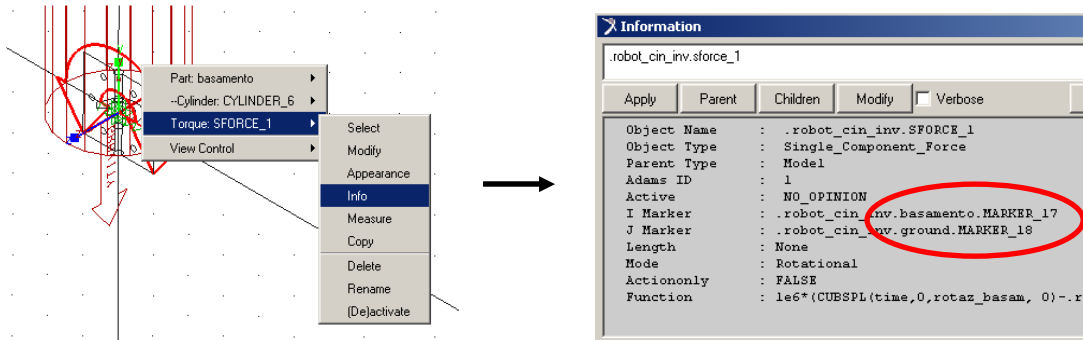 Part: basamento
--Cylinder: CYLINDER_6
Torque: SFORCE_1
View Control
Select
Modify
Appearance
Info
Measure
Copy
Delete
Rename
(De)activate
Information
.robot_cin_inv.sforce_1
Apply Parent Children Modify Verbose
Object Name : .robot_cin_inv.SFORCE_1
Object Type : Single_Component_Force
Parent Type : Model
Adams ID : 1
Active : NO_OPINION
I Marker : .robot_cin_inv.basamento.MARKER_17
J Marker : .robot_cin_inv.ground.MARKER_18
Length : None
Mode : Rotational
Actiononly : FALSE
Function : 1e6*(CUBSPL(time,0,rotaz_basam, 0)-.r